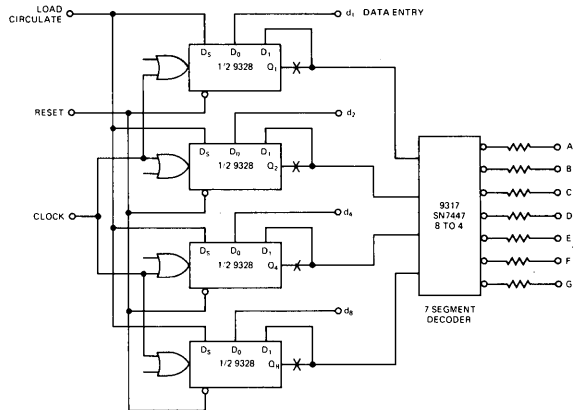 LOAD
CIRCULATE
d₁ DATA ENTRY
Dₛ D₀ D₁
1/2 9328 Q₁
RESET
d₂
Dₛ D₀ D₁
1/2 9328 Q₂
CLOCK
d₄
Dₛ D₀ D₁
1/2 9328 Q₄
d₈
Dₛ D₀ D₁
1/2 9328 Q₈
9317
SN7447
8 TO 4
7 SEGMENT
DECODER
A
B
C
D
E
F
G